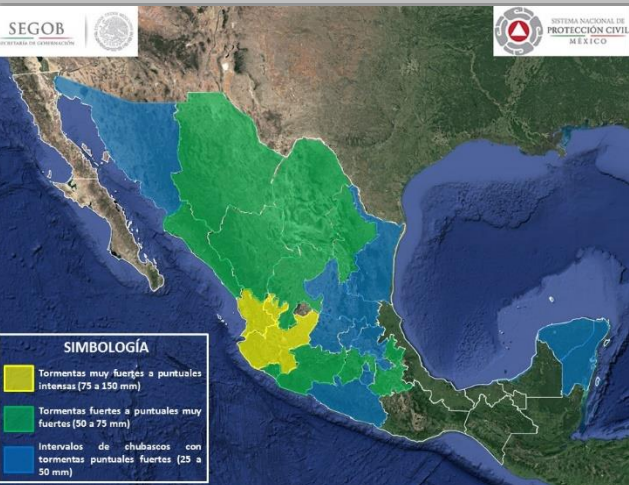 SEGOB
SECRETARÍA DE GOBERNACIÓN
SISTEMA NACIONAL DE
PROTECCIÓN CIVIL
MÉXICO
SIMBOLOGÍA
Tormentas muy fuertes a puntuales
intensas (75 a 150 mm)
Tormentas fuertes a puntuales muy
fuertes (50 a 75 mm)
Intervalos de chubascos con
tormentas puntuales fuertes (25 a
50 mm)